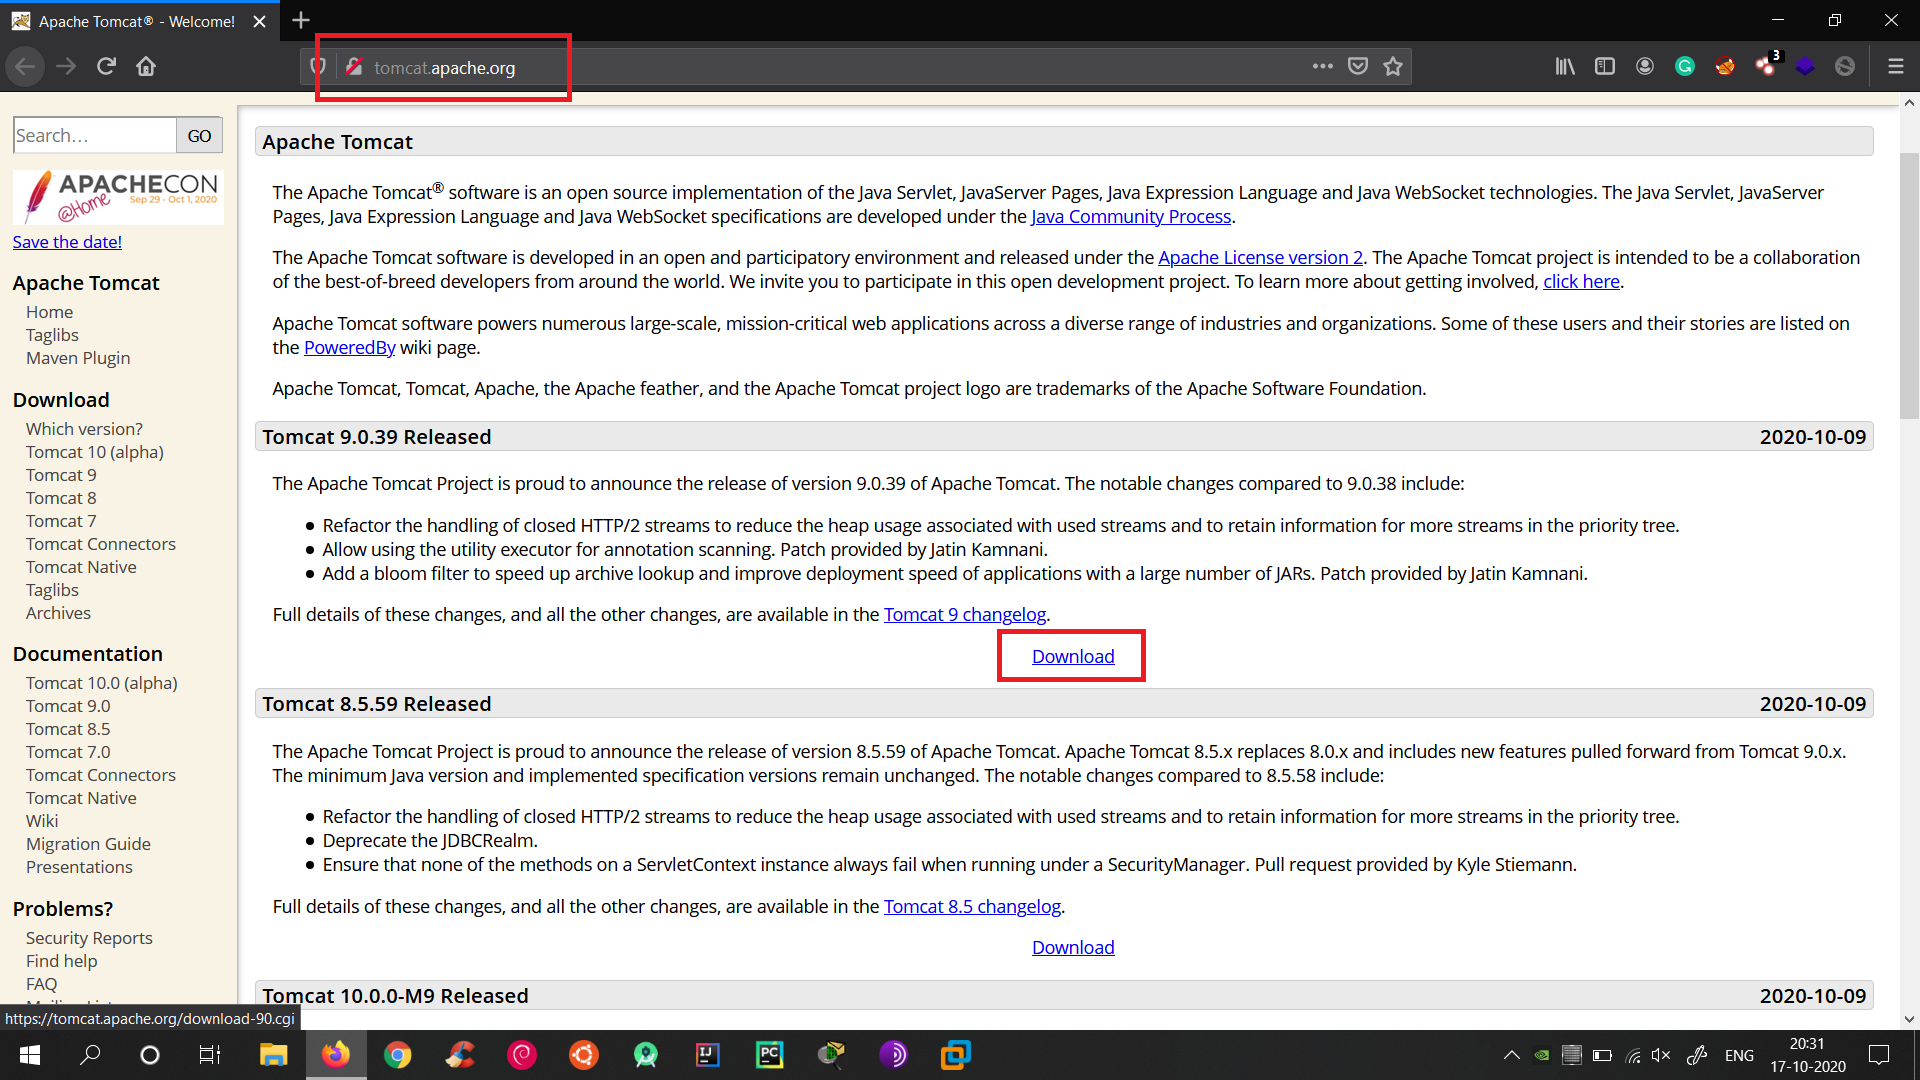 Apache Tomcat® - Welcome!
tomcat.apache.org
3
Search…
GO
APACHECON
@Home
Sep 29 - Oct 1, 2020
Save the date!
Apache Tomcat
Home
Taglibs
Maven Plugin
Download
Which version?
Tomcat 10 (alpha)
Tomcat 9
Tomcat 8
Tomcat 7
Tomcat Connectors
Tomcat Native
Taglibs
Archives
Documentation
Tomcat 10.0 (alpha)
Tomcat 9.0
Tomcat 8.5
Tomcat 7.0
Tomcat Connectors
Tomcat Native
Wiki
Migration Guide
Presentations
Problems?
Security Reports
Find help
FAQ
https://tomcat.apache.org/download-90.cgi
Apache Tomcat
The Apache Tomcat® software is an open source implementation of the Java Servlet, JavaServer Pages, Java Expression Language and Java WebSocket technologies. The Java Servlet, JavaServer
Pages, Java Expression Language and Java WebSocket specifications are developed under the Java Community Process.
The Apache Tomcat software is developed in an open and participatory environment and released under the Apache License version 2. The Apache Tomcat project is intended to be a collaboration
of the best-of-breed developers from around the world. We invite you to participate in this open development project. To learn more about getting involved, click here.
Apache Tomcat software powers numerous large-scale, mission-critical web applications across a diverse range of industries and organizations. Some of these users and their stories are listed on
the PoweredBy wiki page.
Apache Tomcat, Tomcat, Apache, the Apache feather, and the Apache Tomcat project logo are trademarks of the Apache Software Foundation.
Tomcat 9.0.39 Released 2020-10-09
The Apache Tomcat Project is proud to announce the release of version 9.0.39 of Apache Tomcat. The notable changes compared to 9.0.38 include:
• Refactor the handling of closed HTTP/2 streams to reduce the heap usage associated with used streams and to retain information for more streams in the priority tree.
• Allow using the utility executor for annotation scanning. Patch provided by Jatin Kamnani.
• Add a bloom filter to speed up archive lookup and improve deployment speed of applications with a large number of JARs. Patch provided by Jatin Kamnani.
Full details of these changes, and all the other changes, are available in the Tomcat 9 changelog.
Download
Tomcat 8.5.59 Released 2020-10-09
The Apache Tomcat Project is proud to announce the release of version 8.5.59 of Apache Tomcat. Apache Tomcat 8.5.x replaces 8.0.x and includes new features pulled forward from Tomcat 9.0.x.
The minimum Java version and implemented specification versions remain unchanged. The notable changes compared to 8.5.58 include:
• Refactor the handling of closed HTTP/2 streams to reduce the heap usage associated with used streams and to retain information for more streams in the priority tree.
• Deprecate the JDBCRealm.
• Ensure that none of the methods on a ServletContext instance always fail when running under a SecurityManager. Pull request provided by Kyle Stiemann.
Full details of these changes, and all the other changes, are available in the Tomcat 8.5 changelog.
Download
Tomcat 10.0.0-M9 Released 2020-10-09
IJ
PC
ENG
20:31
17-10-2020